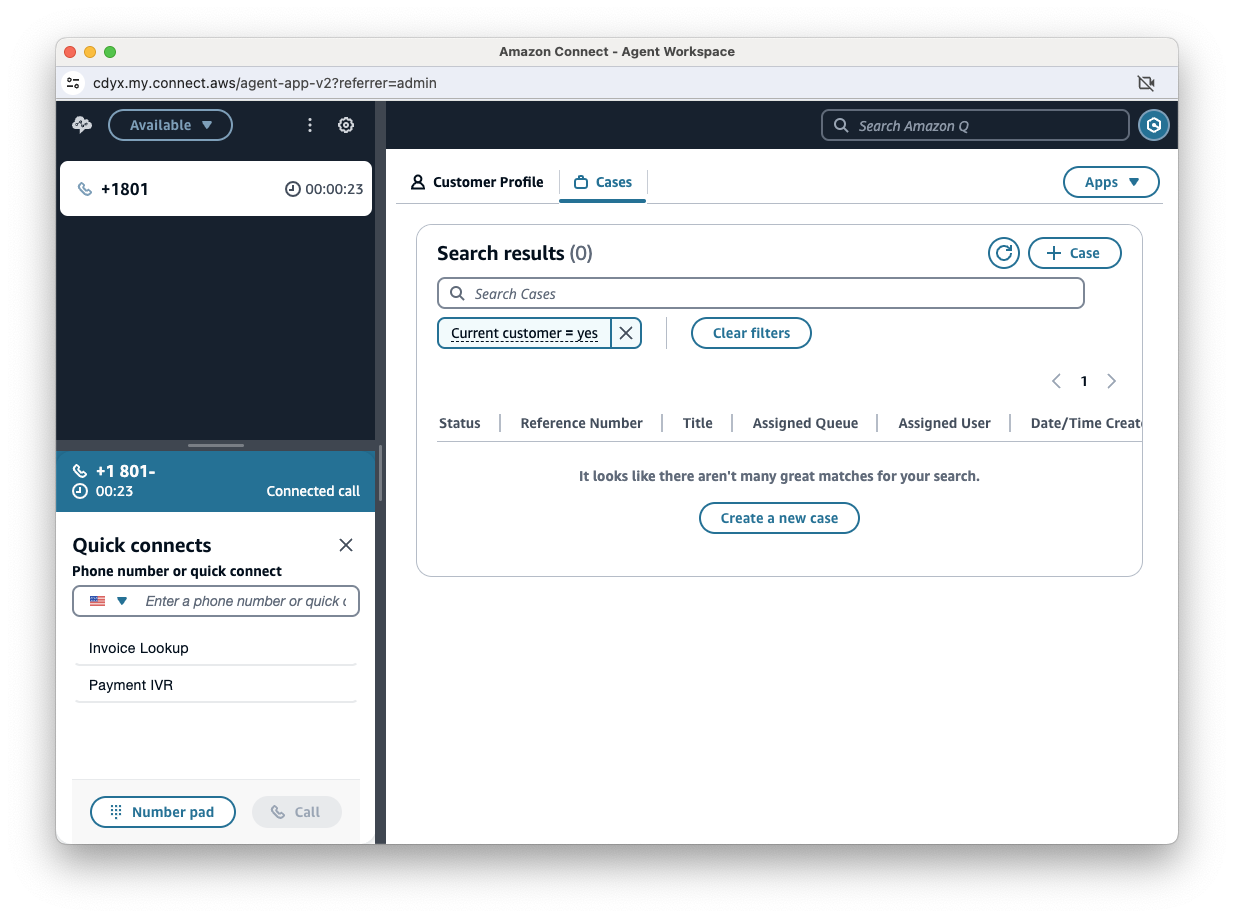 Amazon Connect - Agent Workspace
cdyx.my.connect.aws/agent-app-v2?referrer=admin
Available
Search Amazon Q
+1801
00:00:23
Customer Profile
Cases
Apps
Search results (0)
Case
Search Cases
Current customer = yes
Clear filters
1
Status
Reference Number
Title
Assigned Queue
Assigned User
Date/Time Creat
It looks like there aren't many great matches for your search.
Create a new case
+1 801-
00:23
Connected call
Quick connects
Phone number or quick connect
Enter a phone number or quick c
Invoice Lookup
Payment IVR
Number pad
Call